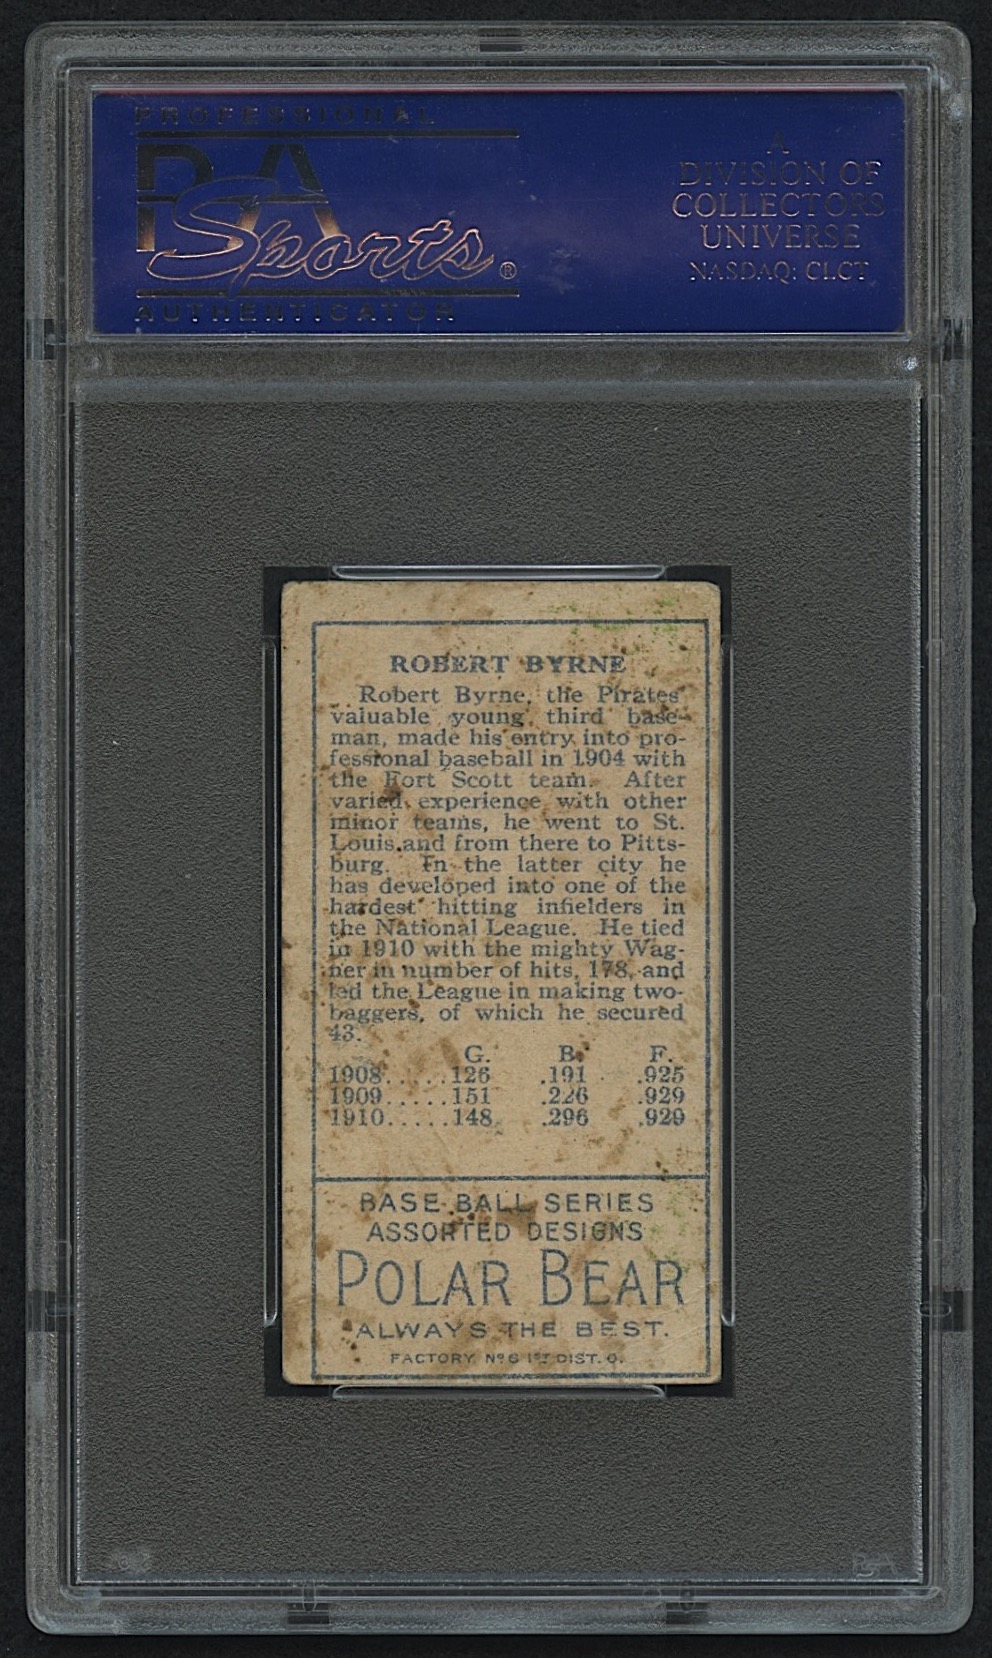 PROFESSIONAL
PSA
Sports®
AUTHENTICATOR
A
DIVISION OF
COLLECTORS
UNIVERSE
NASDAQ: CLCT
ROBERT BYRNE
Robert Byrne, the Pirates'
valuable young third base-
man, made his entry into pro-
fessional baseball in 1904 with
the Fort Scott team. After
varied experience with other
minor teams, he went to St.
Louis and from there to Pitts-
burg. In the latter city he
has developed into one of the
hardest hitting infielders in
the National League. He tied
in 1910 with the mighty Wag-
ner in number of hits, 178, and
led the League in making two-
baggers, of which he secured
43.
G. B. F.
1908.....126 .191 .925
1909.....151 .226 .929
1910.....148 .296 .929
BASE BALL SERIES
ASSORTED DESIGNS
POLAR BEAR
ALWAYS THE BEST.
FACTORY Nº 6 1ST DIST. O.
PSA